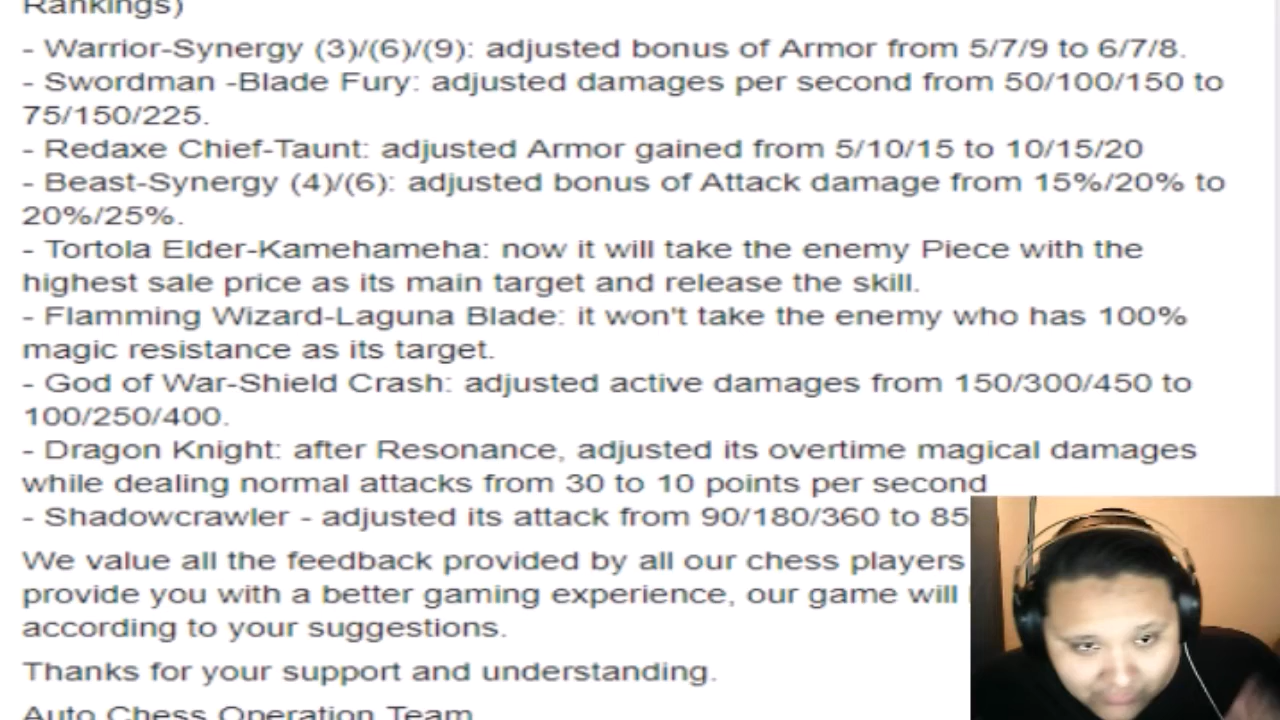 Rankings)
- Warrior-Synergy (3)/(6)/(9): adjusted bonus of Armor from 5/7/9 to 6/7/8.
- Swordman -Blade Fury: adjusted damages per second from 50/100/150 to
75/150/225.
- Redaxe Chief-Taunt: adjusted Armor gained from 5/10/15 to 10/15/20
- Beast-Synergy (4)/(6): adjusted bonus of Attack damage from 15%/20% to
20%/25%.
- Tortola Elder-Kamehameha: now it will take the enemy Piece with the
highest sale price as its main target and release the skill.
- Flamming Wizard-Laguna Blade: it won't take the enemy who has 100%
magic resistance as its target.
- God of War-Shield Crash: adjusted active damages from 150/300/450 to
100/250/400.
- Dragon Knight: after Resonance, adjusted its overtime magical damages
while dealing normal attacks from 30 to 10 points per second
- Shadowcrawler - adjusted its attack from 90/180/360 to 85
We value all the feedback provided by all our chess players
provide you with a better gaming experience, our game will
according to your suggestions.
Thanks for your support and understanding.
Auto Chess Operation Team